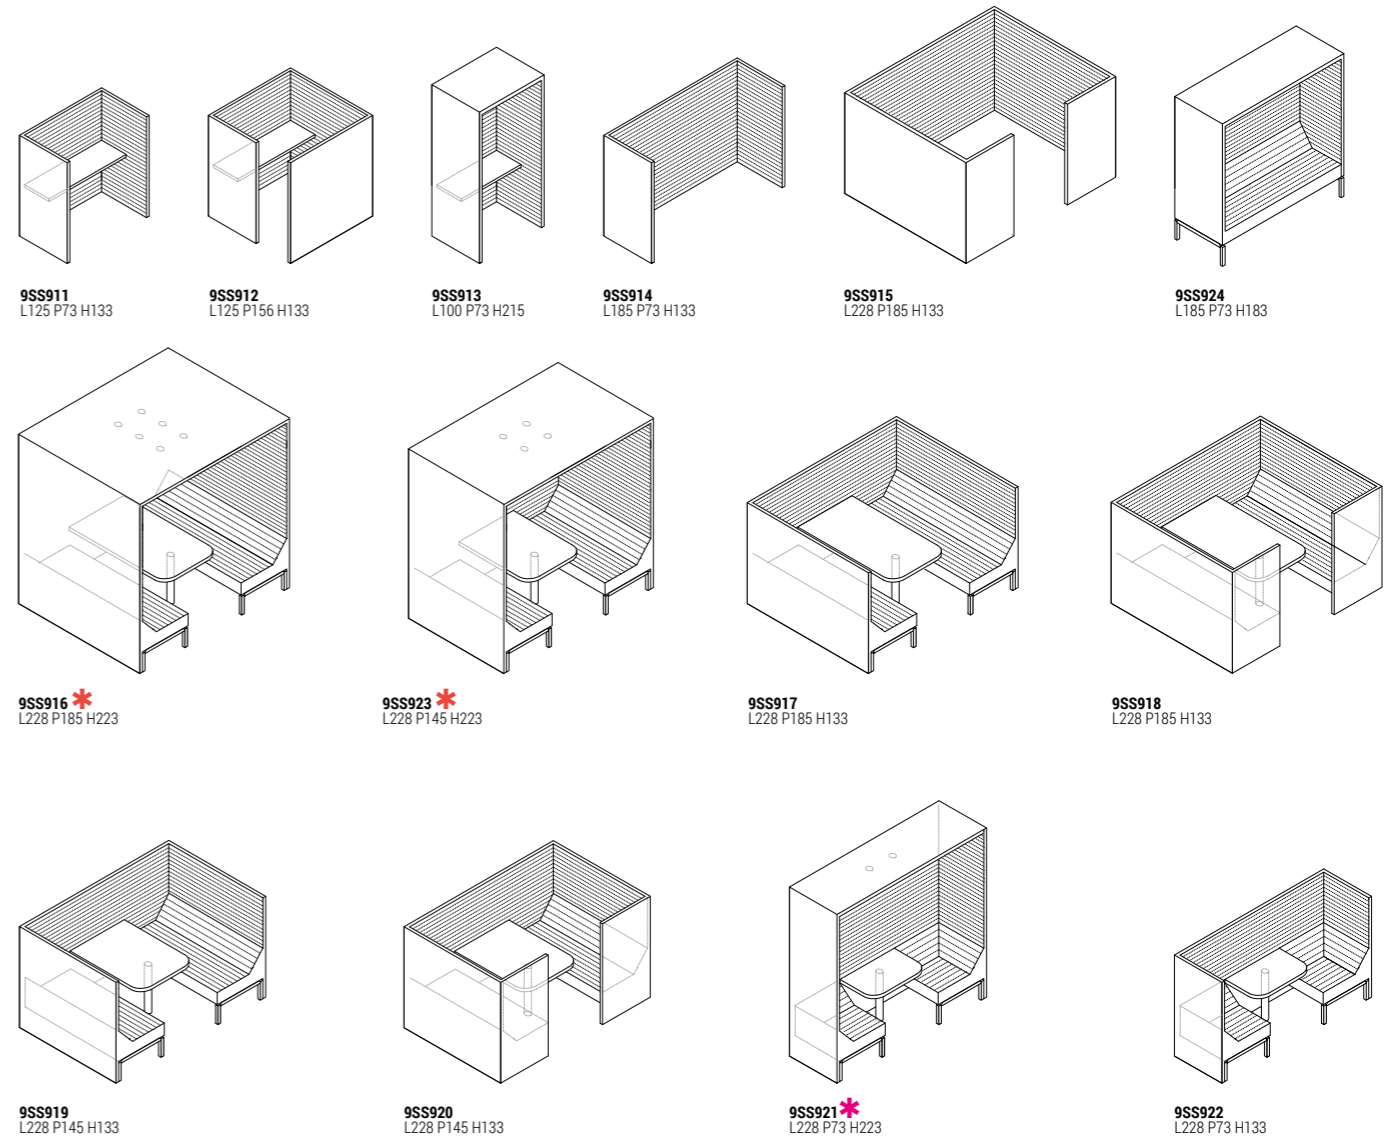 9SS911
L125 P73 H133
9SS912
L125 P156 H133
9SS913
L100 P73 H215
9SS914
L185 P73 H133
9SS915
L228 P185 H133
9SS924
L185 P73 H183
9SS916 *
L228 P185 H223
9SS923 *
L228 P145 H223
9SS917
L228 P185 H133
9SS918
L228 P185 H133
9SS919
L228 P145 H133
9SS920
L228 P145 H133
9SS921 *
L228 P73 H223
9SS922
L228 P73 H133